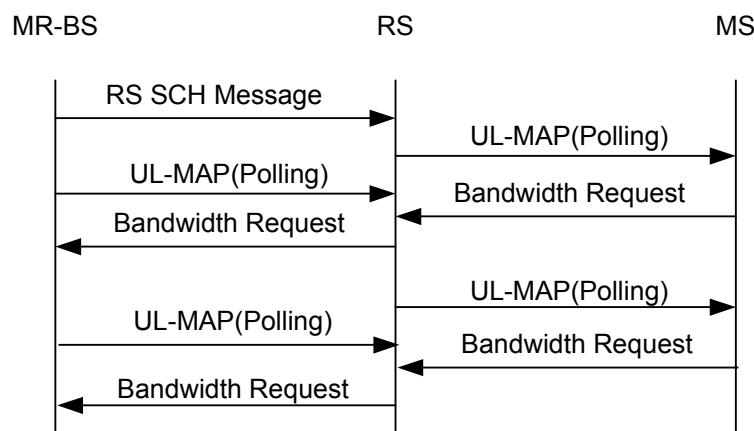 MR-BS RS MS
RS SCH Message
UL-MAP(Polling)
UL-MAP(Polling)
Bandwidth Request
Bandwidth Request
UL-MAP(Polling)
UL-MAP(Polling)
Bandwidth Request
Bandwidth Request